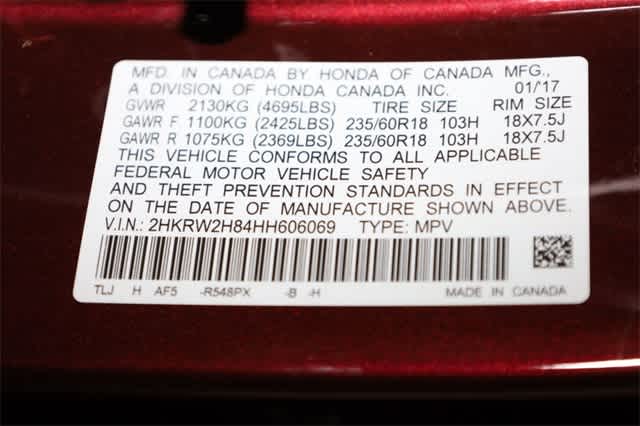 MFD. IN CANADA BY HONDA OF CANADA MFG.,
A DIVISION OF HONDA CANADA INC. 01/'17
GVWR 2130KG (4695LBS) TIRE SIZE RIM SIZE
GAWR F 1100KG (2425LBS) 235/60R18 103H 18X7.5J
GAWR R 1075KG (2369LBS) 235/60R18 103H 18X7.5J
THIS VEHICLE CONFORMS TO ALL APPLICABLE
FEDERAL MOTOR VEHICLE SAFETY
AND THEFT PREVENTION STANDARDS IN EFFECT
ON THE DATE OF MANUFACTURE SHOWN ABOVE.
V.I.N.: 2HKRW2H84HH606069 TYPE: MPV
TLJ H AF5 -R548PX -B -H MADE IN CANADA